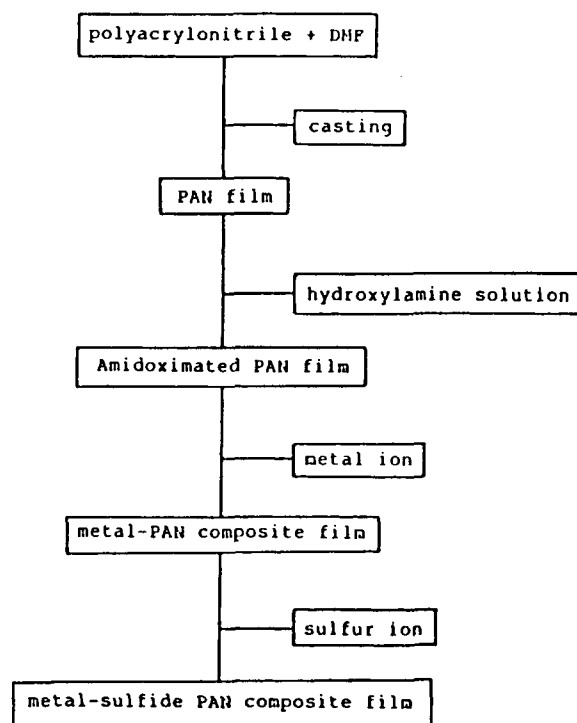 polyacrylonitrile + DMF
casting
PAN film
hydroxylamine solution
Amidoximated PAN film
metal ion
metal-PAN composite film
sulfur ion
metal-sulfide PAN composite film